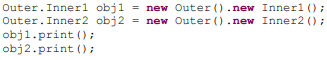 Outer.Inner1 obj1 = new Outer().new Inner1();
Outer.Inner2 obj2 = new Outer().new Inner2();
obj1.print();
obj2.print();